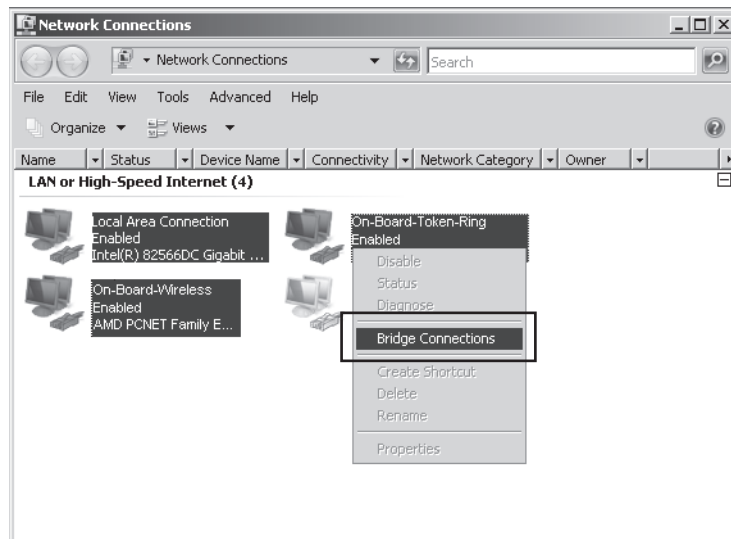 Network Connections
Network Connections
Search
File Edit View Tools Advanced Help
Organize Views
Name Status Device Name Connectivity Network Category Owner
LAN or High-Speed Internet (4)
Local Area Connection
Enabled
Intel(R) 82566DC Gigabit ...
On-Board-Token-Ring
Enabled
On-Board-Wireless
Enabled
AMD PCNET Family E...
Disable
Status
Diagnose
Bridge Connections
Create Shortcut
Delete
Rename
Properties